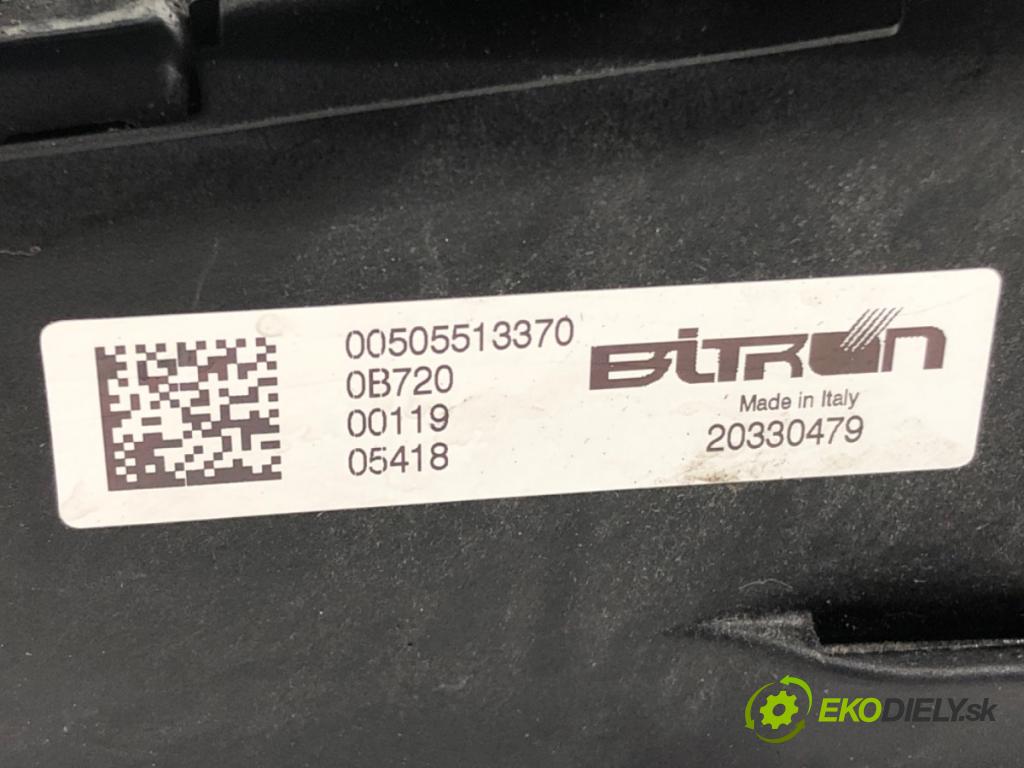 00505513370
0B720
00119
05418
BITRON
Made in Italy
20330479
EKODIELY.sk